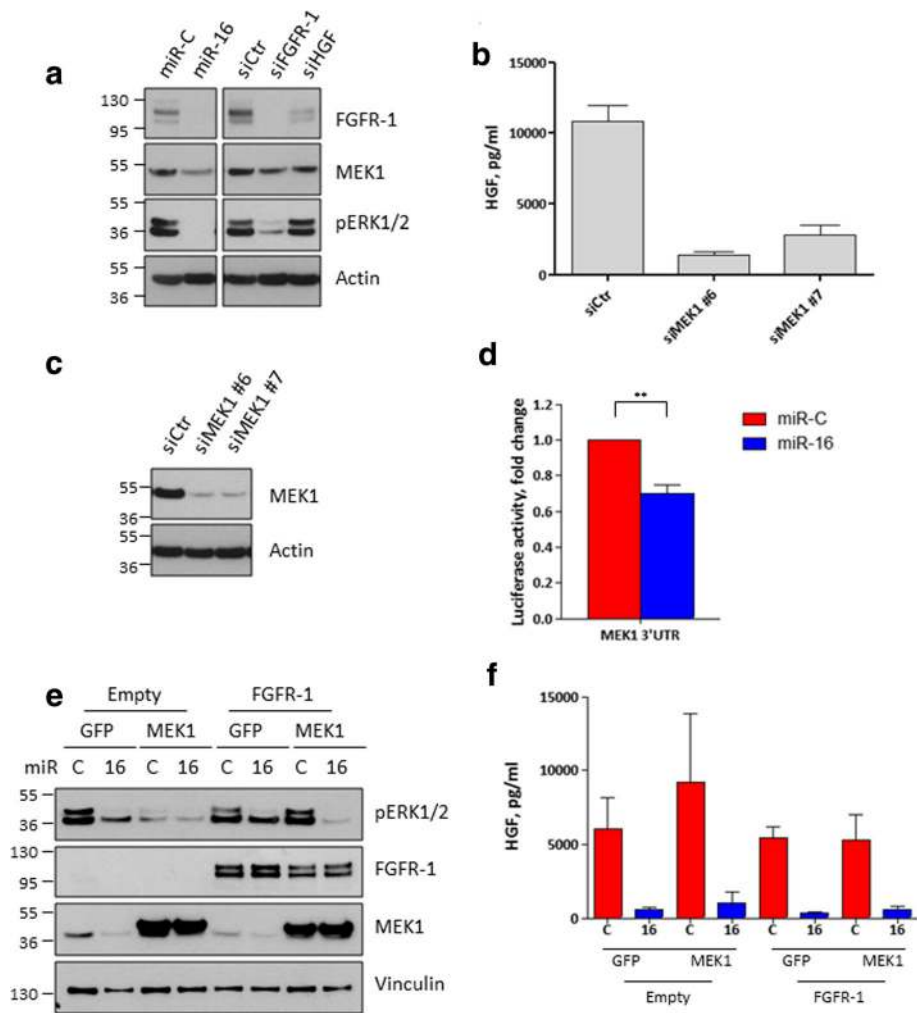 a
miR-C
miR-16
siCtr
siFGFR-1
siHGF
130
95
FGFR-1
55
MEK1
55
36
pERK1/2
55
36
Actin
b
15000
10000
5000
0
HGF, pg/ml
siCtr
siMEK1 #6
siMEK1 #7
c
siCtr
siMEK1 #6
siMEK1 #7
55
36
MEK1
55
36
Actin
d
**
1.2
1.0
0.8
0.6
0.4
0.2
0.0
Luciferase activity, fold change
MEK1 3'UTR
miR-C
miR-16
e
Empty FGFR-1
GFP MEK1 GFP MEK1
miR C 16 C 16 C 16 C 16
55
36
pERK1/2
130
95
FGFR-1
55
36
MEK1
130
Vinculin
f
15000
10000
5000
0
HGF, pg/ml
C 16 C 16 C 16 C 16
GFP MEK1 GFP MEK1
Empty FGFR-1